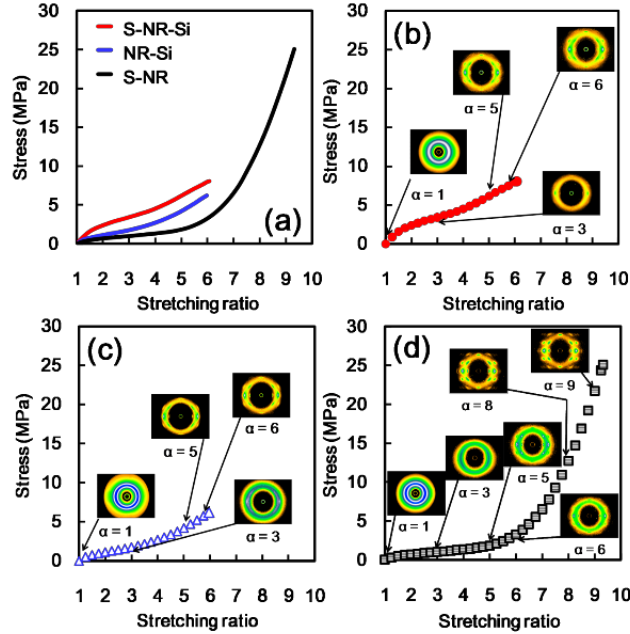 (a)
S-NR-Si
NR-Si
S-NR
Stress (MPa)
30
25
20
15
10
5
0
1 2 3 4 5 6 7 8 9 10
Stretching ratio
(b)
α = 1
α = 5
α = 6
α = 3
Stress (MPa)
30
25
20
15
10
5
0
1 2 3 4 5 6 7 8 9 10
Stretching ratio
(c)
α = 1
α = 5
α = 6
α = 3
Stress (MPa)
30
25
20
15
10
5
0
1 2 3 4 5 6 7 8 9 10
Stretching ratio
(d)
α = 9
α = 8
α = 1
α = 3
α = 5
α = 6
Stress (MPa)
30
25
20
15
10
5
0
1 2 3 4 5 6 7 8 9 10
Stretching ratio